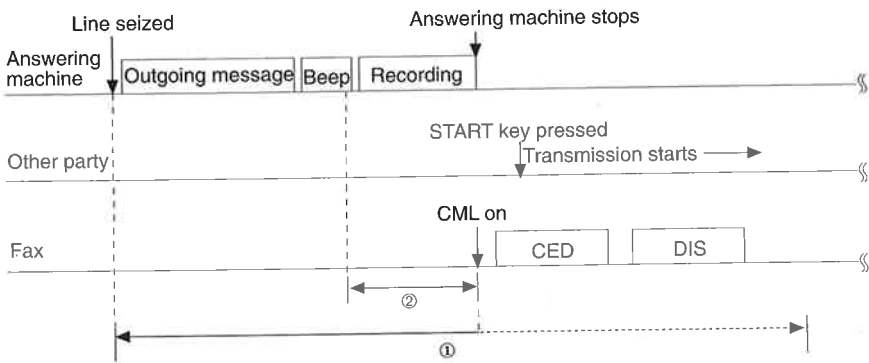 Line seized
Answering machine stops
Answering
machine
Outgoing message
Beep
Recording
START key pressed
Other party
Transmission starts
CML on
Fax
CED
DIS
②
①